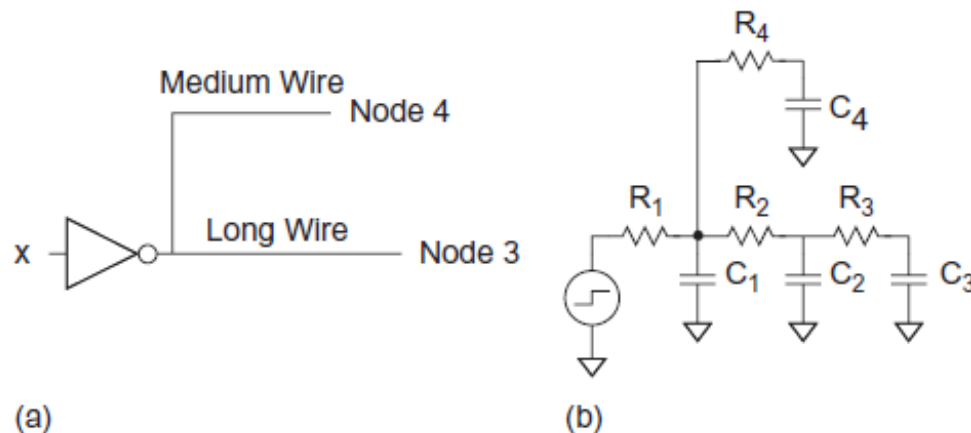 Medium Wire
Node 4
x
Long Wire
Node 3
(a)
R4
C4
R1
R2
R3
C1
C2
C3
(b)